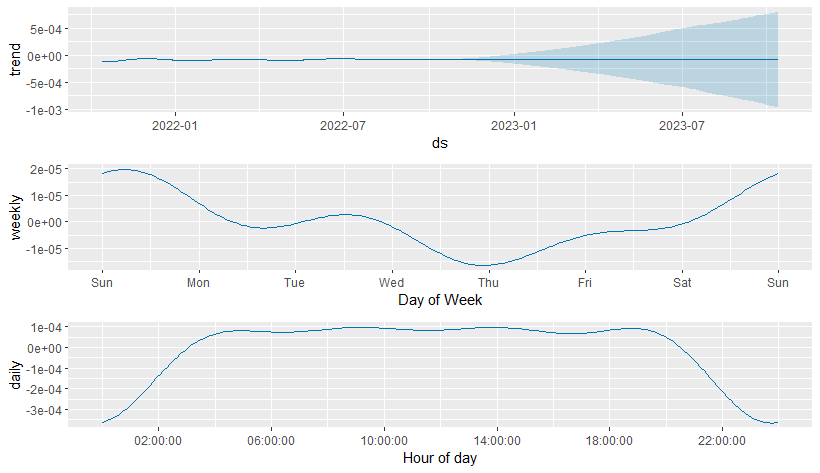 trend
5e-04
0e+00
-5e-04
-1e-03
2022-01 2022-07 2023-01 2023-07
ds
weekly
2e-05
1e-05
0e+00
-1e-05
Sun Mon Tue Wed Thu Fri Sat Sun
Day of Week
daily
1e-04
0e+00
-1e-04
-2e-04
-3e-04
02:00:00 06:00:00 10:00:00 14:00:00 18:00:00 22:00:00
Hour of day